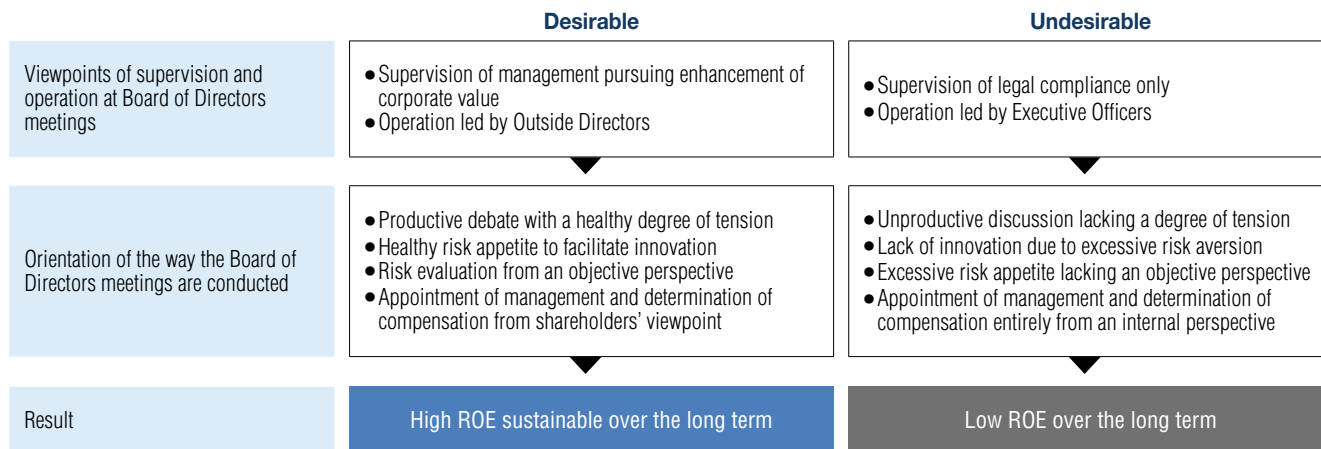 Desirable
Undesirable
Viewpoints of supervision and
operation at Board of Directors
meetings
●Supervision of management pursuing enhancement of
corporate value
●Operation led by Outside Directors
●Supervision of legal compliance only
●Operation led by Executive Officers
Orientation of the way the Board of
Directors meetings are conducted
●Productive debate with a healthy degree of tension
●Healthy risk appetite to facilitate innovation
●Risk evaluation from an objective perspective
●Appointment of management and determination of
compensation from shareholders’ viewpoint
●Unproductive discussion lacking a degree of tension
●Lack of innovation due to excessive risk aversion
●Excessive risk appetite lacking an objective perspective
●Appointment of management and determination of
compensation entirely from an internal perspective
Result
High ROE sustainable over the long term
Low ROE over the long term